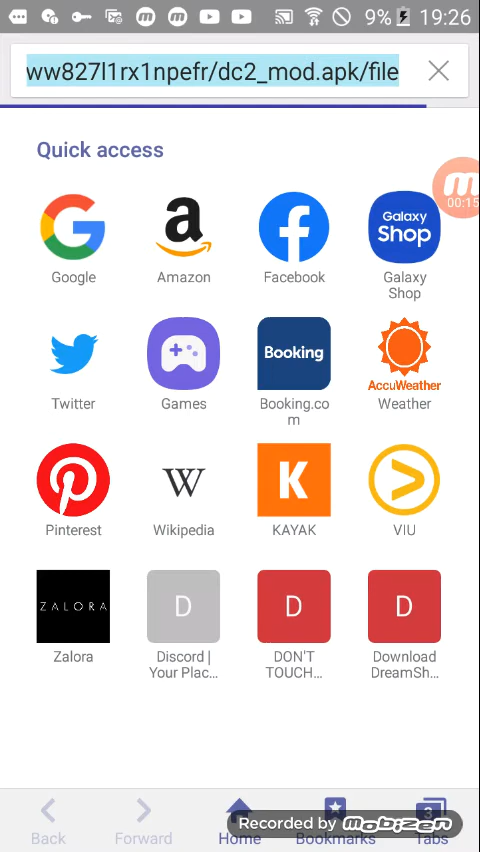 9% 19:26
ww827l1rx1npefr/dc2_mod.apk/file
Quick access
00:15
Google
a
Amazon
Facebook
Galaxy
Shop
Galaxy
Shop
Twitter
Games
Booking
Booking.co
m
AccuWeather
Weather
Pinterest
W
Wikipedia
K
KAYAK
VIU
ZALORA
Zalora
D
Discord |
Your Plac...
D
DON'T
TOUCH...
D
Download
DreamSh...
Back
Forward
Home
Bookmarks
3
Tabs
Recorded by Mobizen